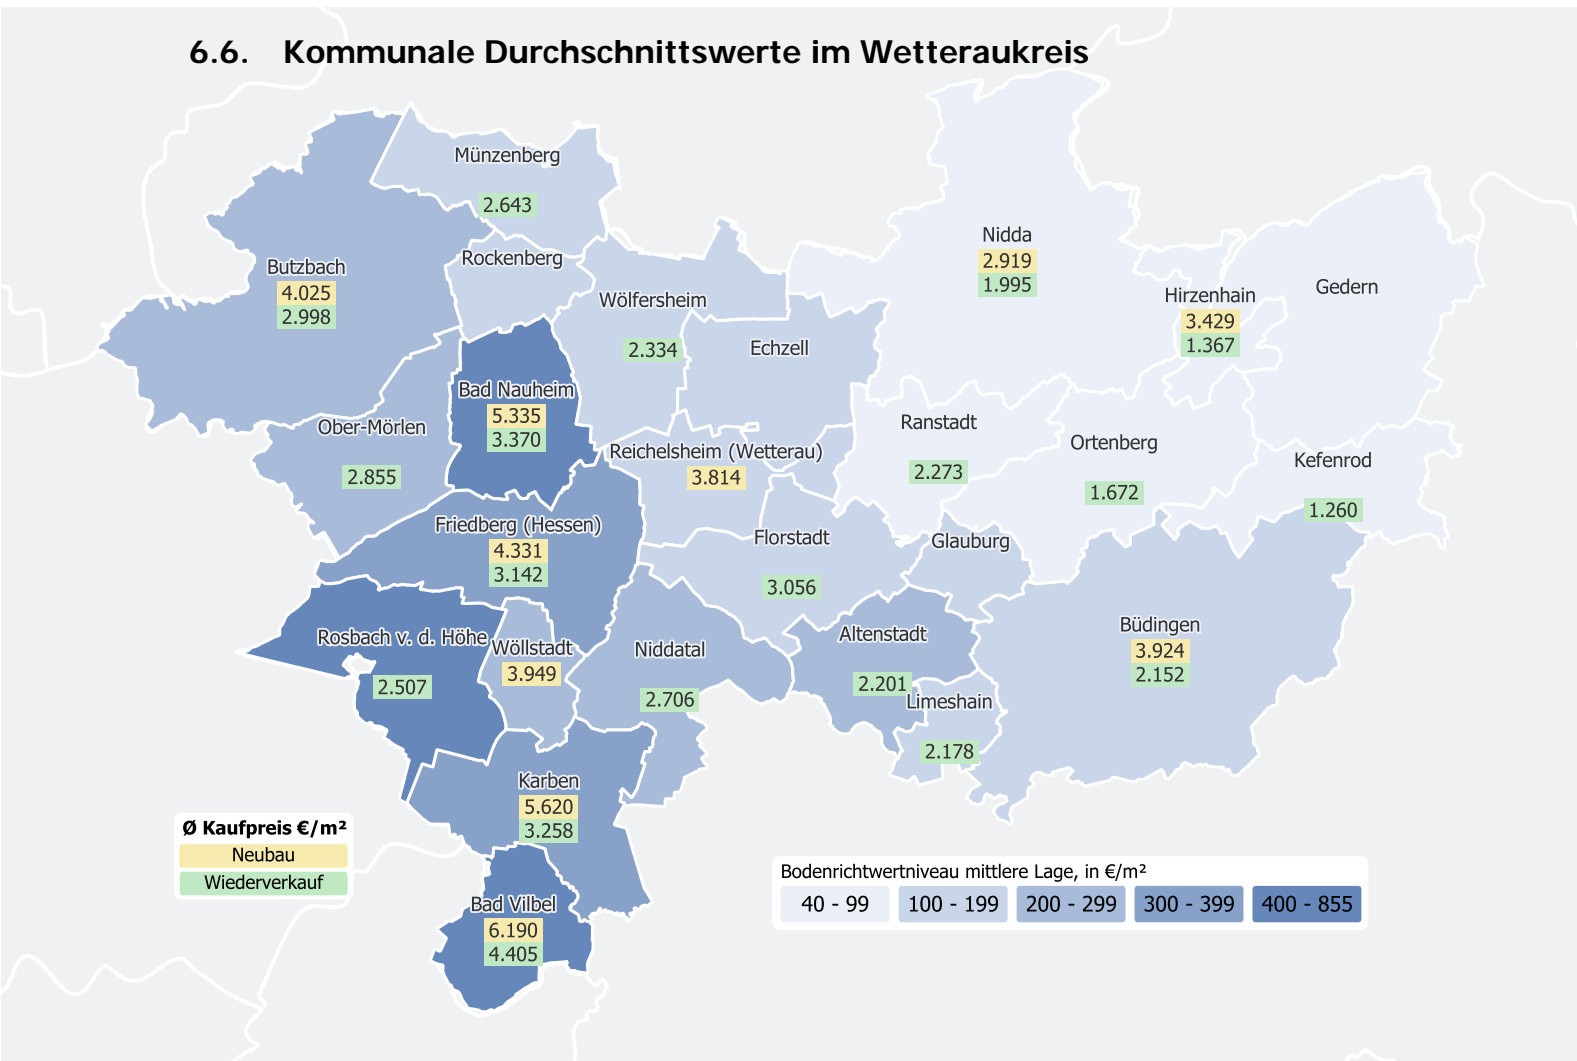 6.6. Kommunale Durchschnittswerte im Wetteraukreis
Münzenberg
2.643
Rockenberg
Butzbach
4.025
2.998
Wölfersheim
2.334
Echzell
Nidda
2.919
1.995
Hirzenhain
3.429
1.367
Gedern
Bad Nauheim
5.335
3.370
Ober-Mörlen
2.855
Reichelsheim (Wetterau)
3.814
Ranstadt
2.273
Ortenberg
1.672
Kefenrod
1.260
Friedberg (Hessen)
4.331
3.142
Florstadt
3.056
Glauburg
Rosbach v. d. Höhe
2.507
Wöllstadt
3.949
Niddatal
2.706
Altenstadt
2.201
Limeshain
2.178
Büdingen
3.924
2.152
Karben
5.620
3.258
Bad Vilbel
6.190
4.405
Ø Kaufpreis €/m²
Neubau
Wiederverkauf
Bodenrichtwertniveau mittlere Lage, in €/m²
40 - 99 100 - 199 200 - 299 300 - 399 400 - 855